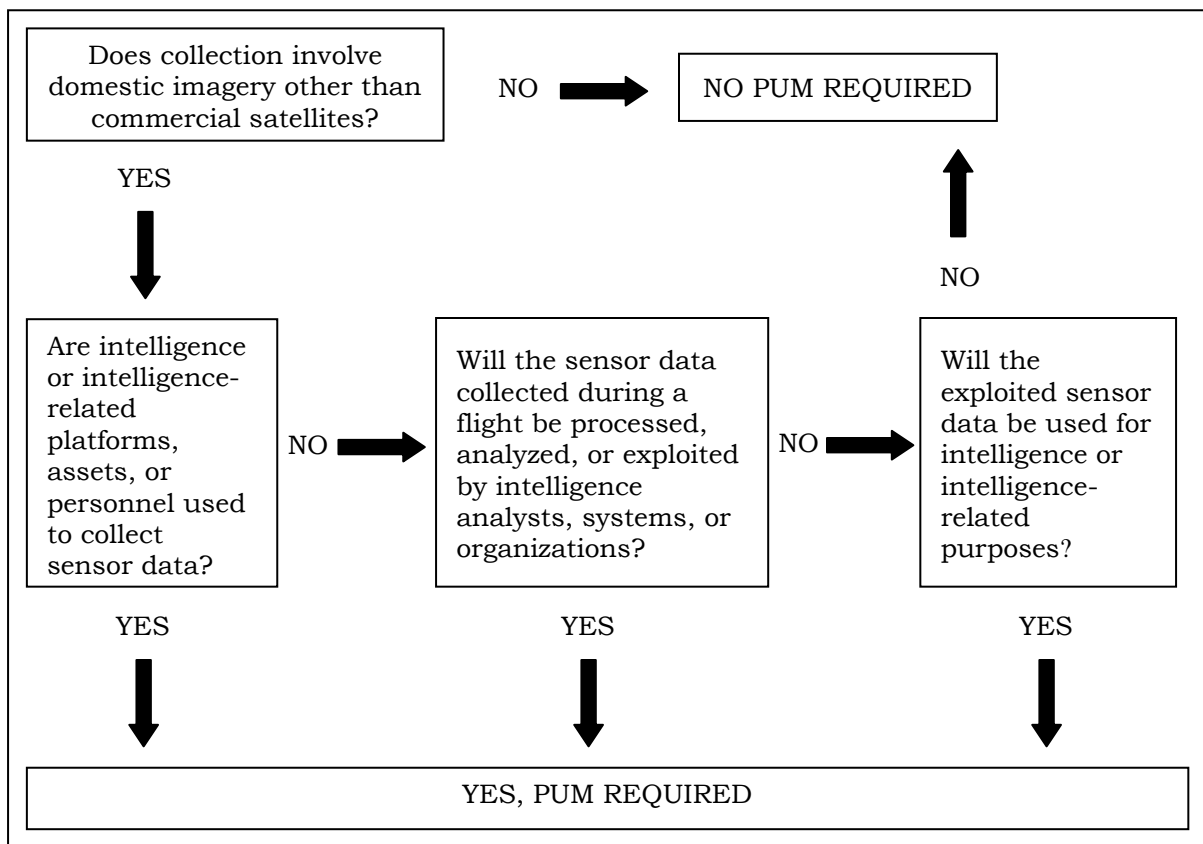 Does collection involve
domestic imagery other than
commercial satellites?
NO
NO PUM REQUIRED
YES
NO
Are intelligence
or intelligence-
related
platforms,
assets, or
personnel used
to collect
sensor data?
NO
Will the sensor data
collected during a
flight be processed,
analyzed, or exploited
by intelligence
analysts, systems, or
organizations?
NO
Will the
exploited sensor
data be used for
intelligence or
intelligence-
related
purposes?
YES
YES
YES
YES, PUM REQUIRED